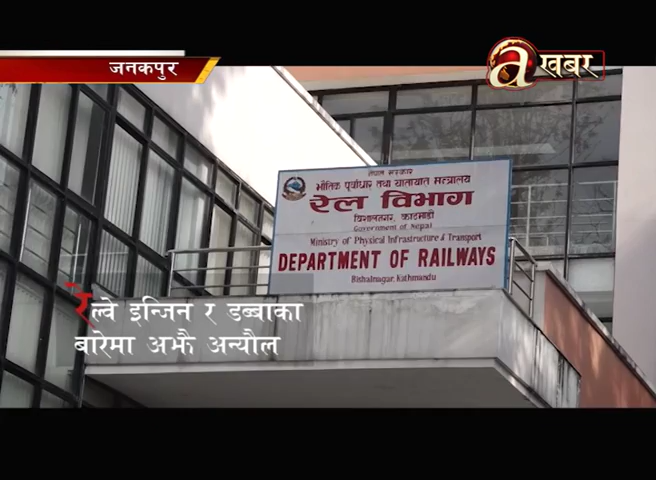 जनकपुर
a खबर
नेपाल सरकार
भौतिक पूर्वाधार तथा यातायात मन्त्रालय
रेल विभाग
विशालनगर, काठमाडौं
Government of Nepal
Ministry of Physical Infrastructure & Transport
DEPARTMENT OF RAILWAYS
Bishalnagar, Kathmandu
रेल्वे इन्जिन र डब्बाका
बारेमा अझै अन्यौल